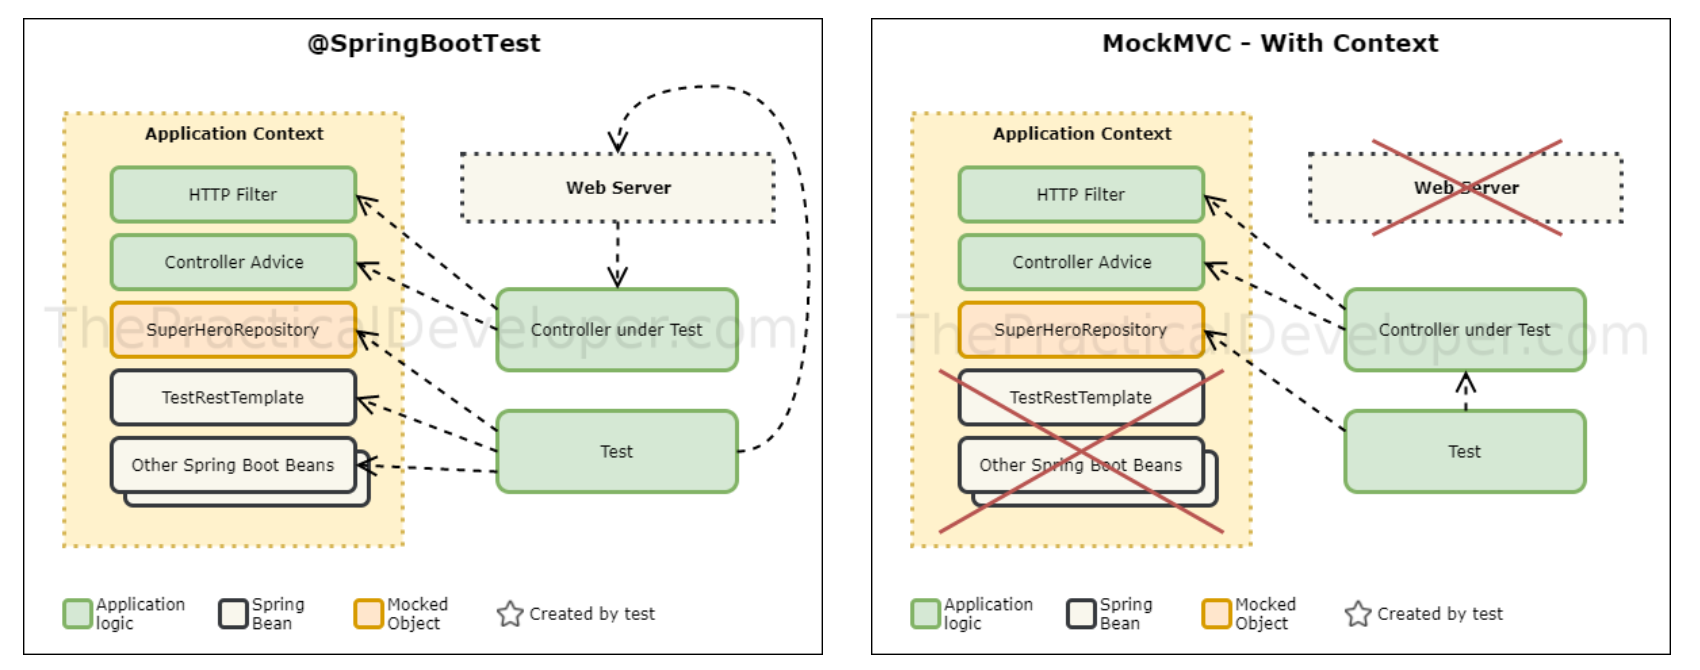 @SpringBootTest
Application Context
HTTP Filter
Controller Advice
SuperHeroRepository
TestRestTemplate
Other Spring Boot Beans
Web Server
Controller under Test
Test
ThePracticalDeveloper.com
Application
logic
Spring
Bean
Mocked
Object
Created by test
MockMVC - With Context
Application Context
HTTP Filter
Controller Advice
SuperHeroRepository
TestRestTemplate
Other Spring Boot Beans
Web Server
Controller under Test
Test
ThePracticalDeveloper.com
Application
logic
Spring
Bean
Mocked
Object
Created by test